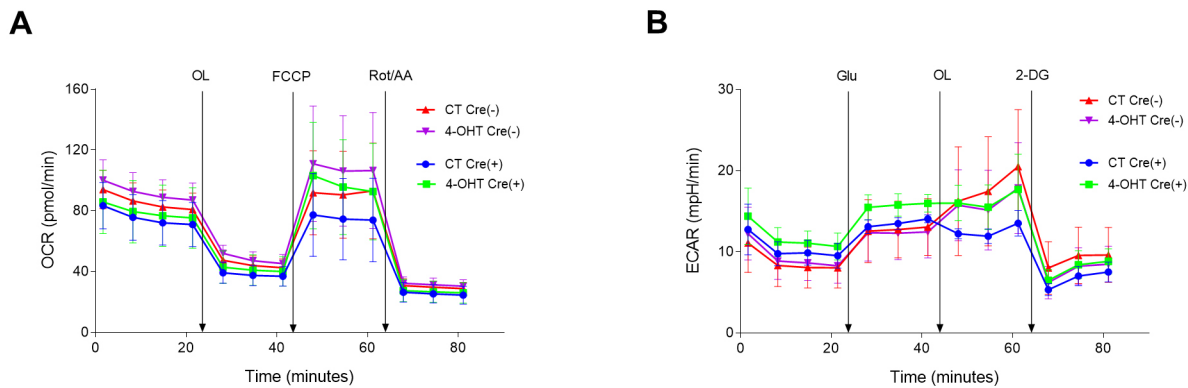 A
OL FCCP Rot/AA
160
120
80
40
0
OCR (pmol/min)
0 20 40 60 80
Time (minutes)
CT Cre(-)
4-OHT Cre(-)
CT Cre(+)
4-OHT Cre(+)
B
Glu OL 2-DG
30
20
10
0
ECAR (mpH/min)
0 20 40 60 80
Time (minutes)
CT Cre(-)
4-OHT Cre(-)
CT Cre(+)
4-OHT Cre(+)